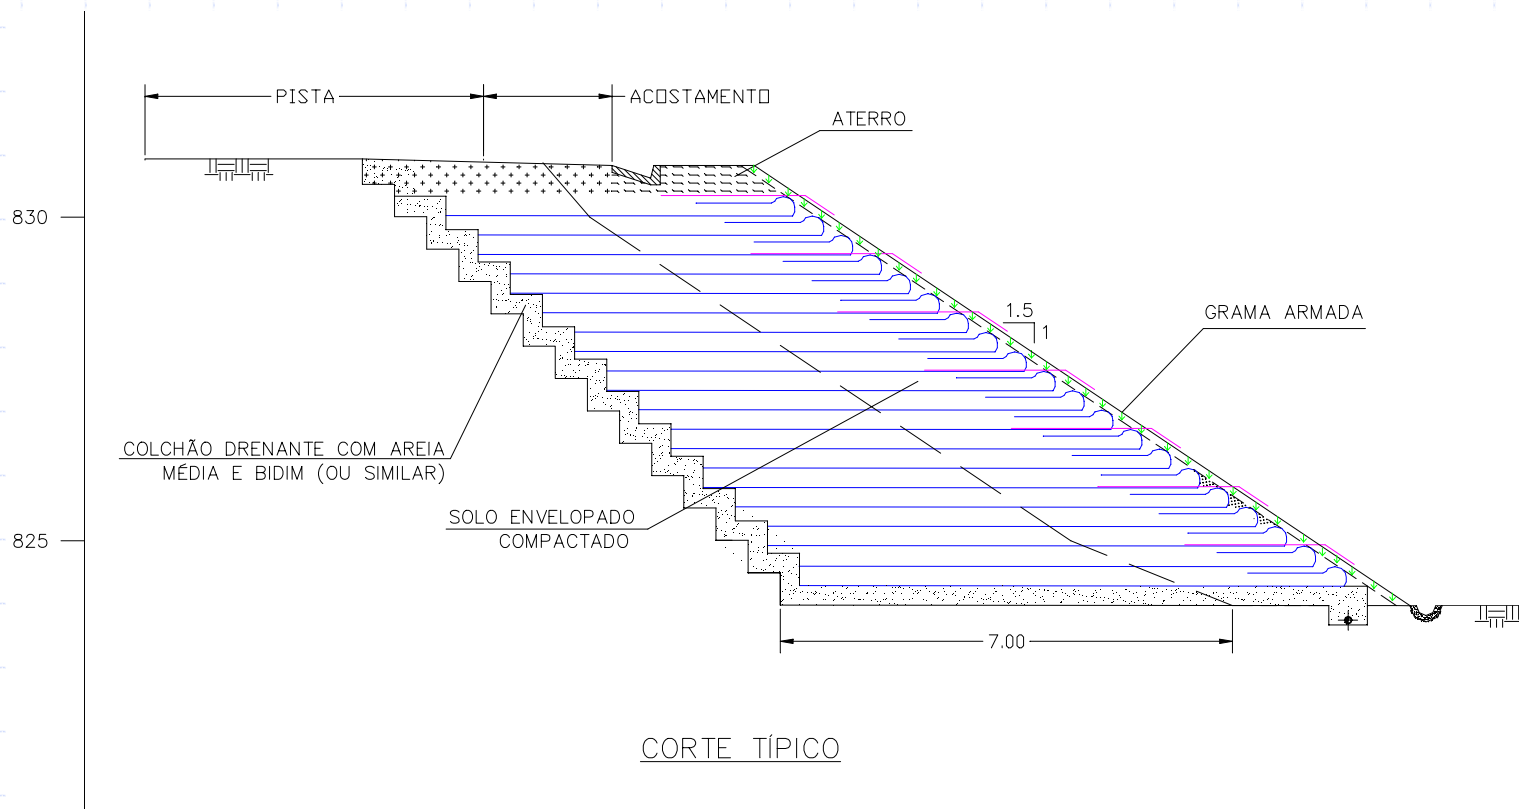 PISTA
ACOSTAMENTO
ATERRO
830
1.5
1
GRAMA ARMADA
COLCHÃO DRENANTE COM AREIA
MÉDIA E BIDIM (OU SIMILAR)
SOLO ENVELOPADO
COMPACTADO
825
7.00
CORTE TÍPICO